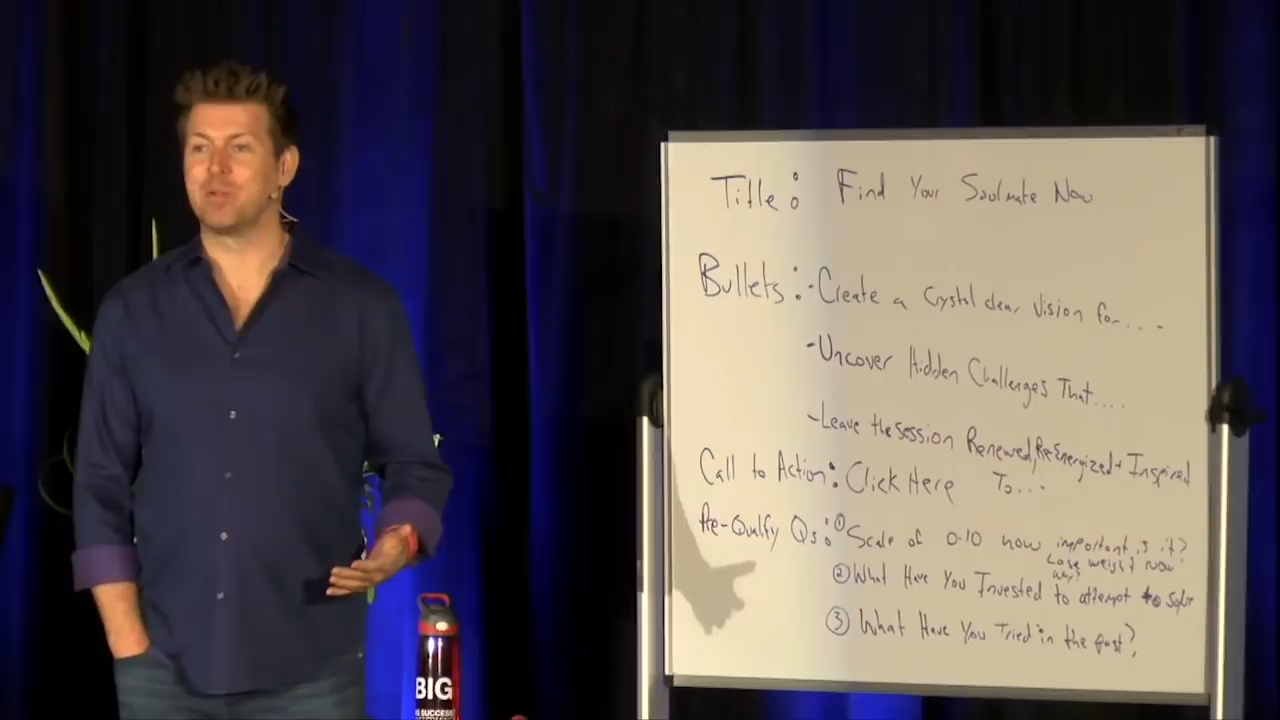 Title: Find Your Soulmate Now
Bullets: -Create a Crystal clear Vision for....
-Uncover Hidden Challenges That....
-Leave the Session Renewed, Re-Energized + Inspired
Call to Action: Click Here To...
Pre-Qualify Qs: ① Scale of 0-10 how important is it?
Lose weight now?
Why?
② What Have You Invested to attempt to Solve
③ What Have You Tried in the past?
BIG
SUCCESS